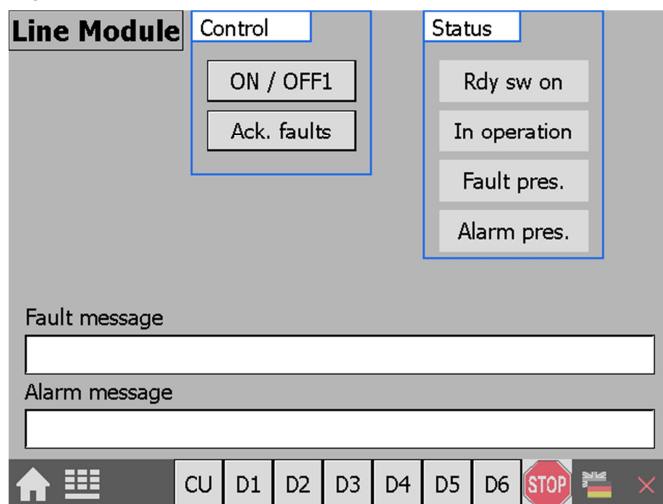 Line Module
Control
ON / OFF1
Ack. faults
Status
Rdy sw on
In operation
Fault pres.
Alarm pres.
Fault message
Alarm message
CU D1 D2 D3 D4 D5 D6 STOP